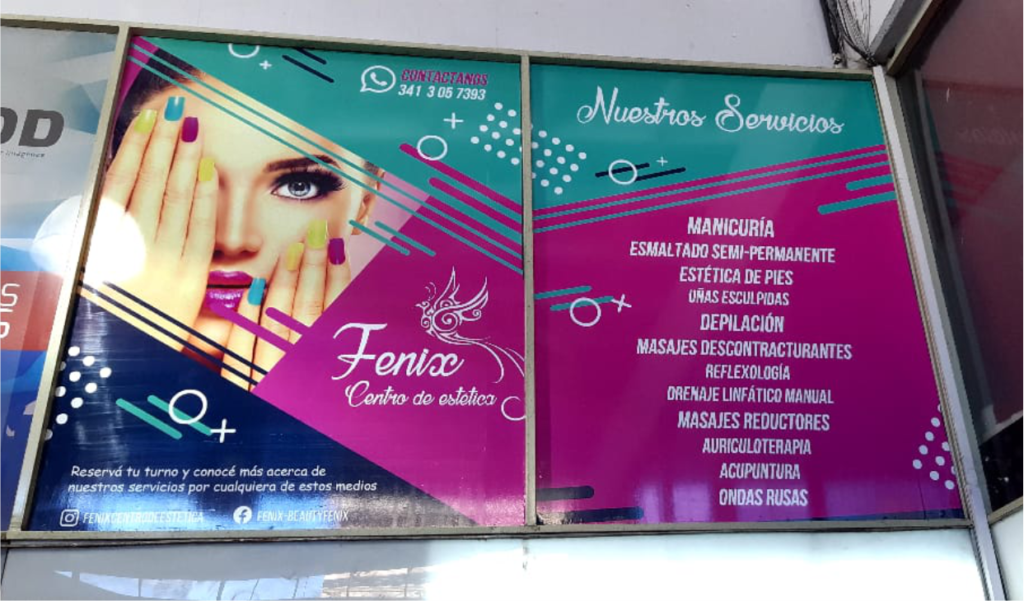 CONTACTANOS
341 3 05 7393
Fenix
Centro de estetica
Reservá tu turno y conocé más acerca de
nuestros servicios por cualquiera de estos medios
FENIXCENTRODEESTETICA
FENIX-BEAUTYFENIX
Nuestros Servicios
MANICURÍA
ESMALTADO SEMI-PERMANENTE
ESTÉTICA DE PIES
UÑAS ESCULPIDAS
DEPILACIÓN
MASAJES DESCONTRACTURANTES
REFLEXOLOGÍA
DRENAJE LINFÁTICO MANUAL
MASAJES REDUCTORES
AURICULOTERAPIA
ACUPUNTURA
ONDAS RUSAS